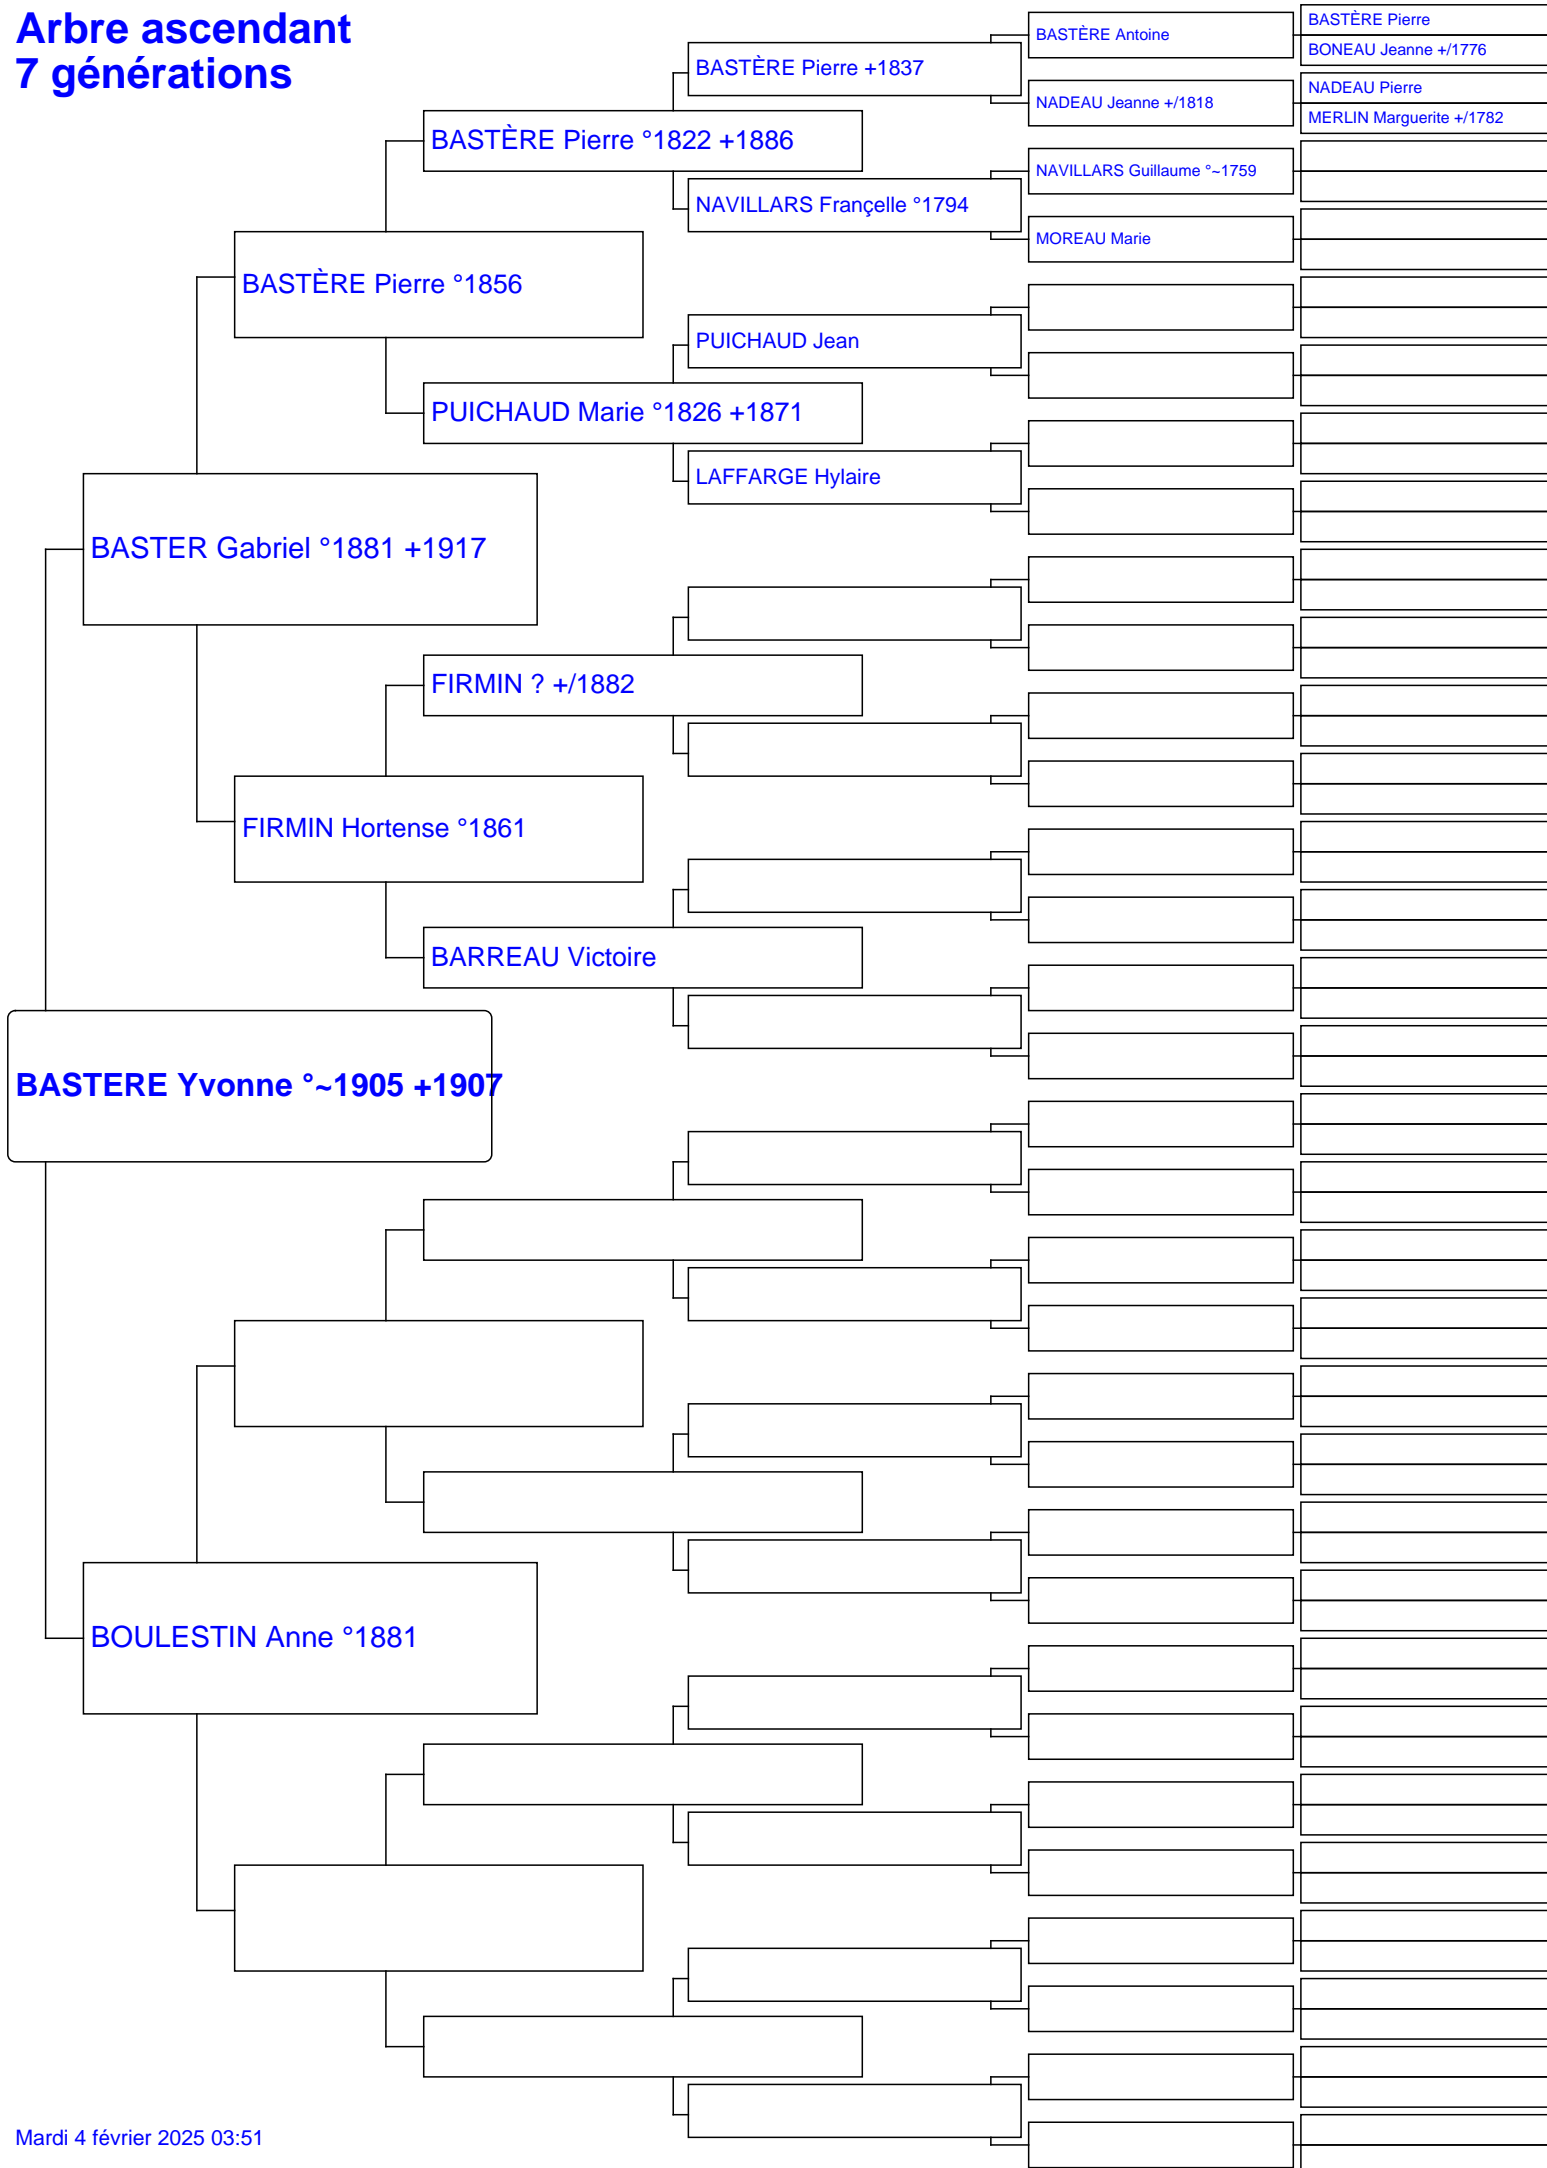 Arbre ascendant
7 générations
BASTÈRE Pierre
BASTÈRE Antoine
BONEAU Jeanne +/1776
BASTÈRE Pierre +1837
NADEAU Pierre
NADEAU Jeanne +/1818
MERLIN Marguerite +/1782
BASTÈRE Pierre °1822 +1886
NAVILLARS Guillaume °~1759
NAVILLARS Françelle °1794
MOREAU Marie
BASTÈRE Pierre °1856
PUICHAUD Jean
PUICHAUD Marie °1826 +1871
LAFFARGE Hylaire
BASTER Gabriel °1881 +1917
FIRMIN ? +/1882
FIRMIN Hortense °1861
BARREAU Victoire
BASTERE Yvonne °~1905 +1907
BOULESTIN Anne °1881
Mardi 4 février 2025 03:51